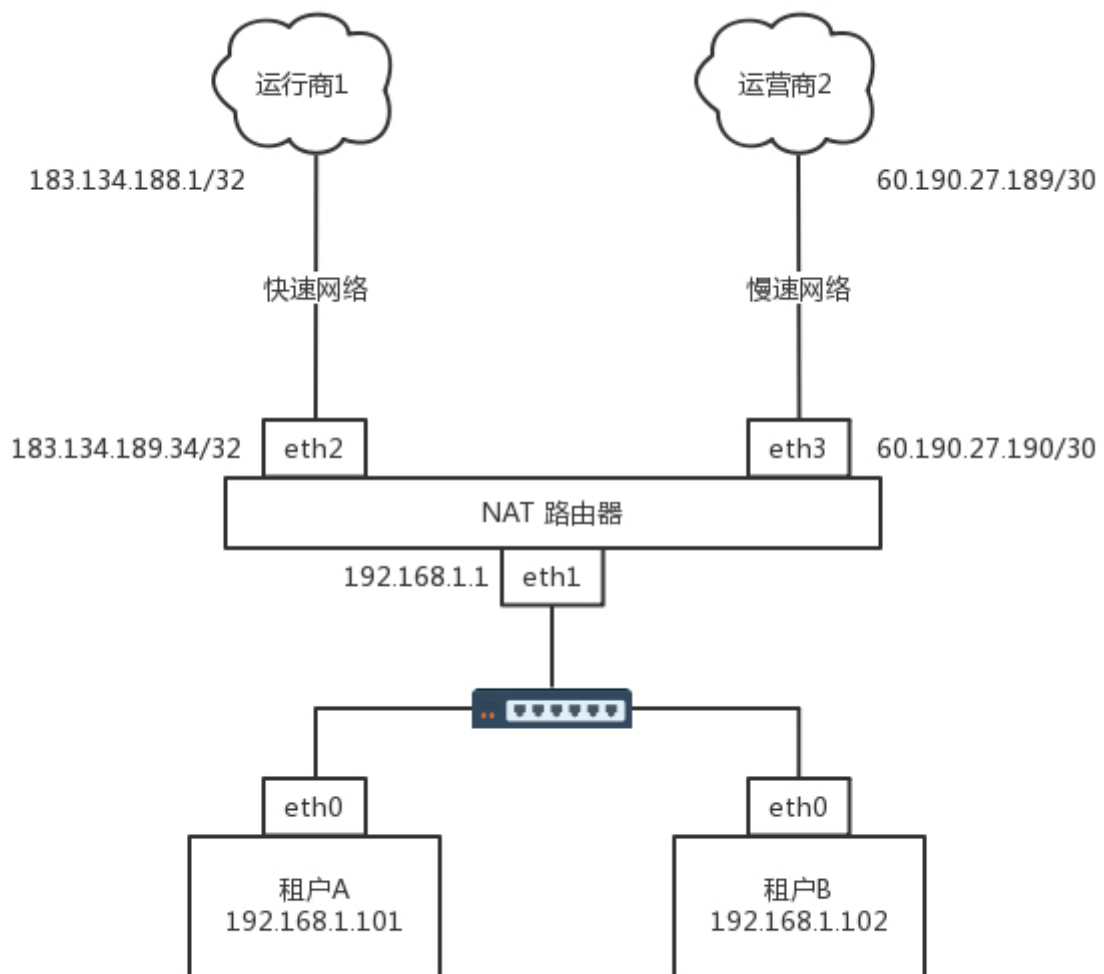 运行商1
运营商2
183.134.188.1/32
60.190.27.189/30
快速网络
慢速网络
183.134.189.34/32
eth2
eth3
60.190.27.190/30
NAT 路由器
192.168.1.1
eth1
eth0
eth0
租户A
192.168.1.101
租户B
192.168.1.102